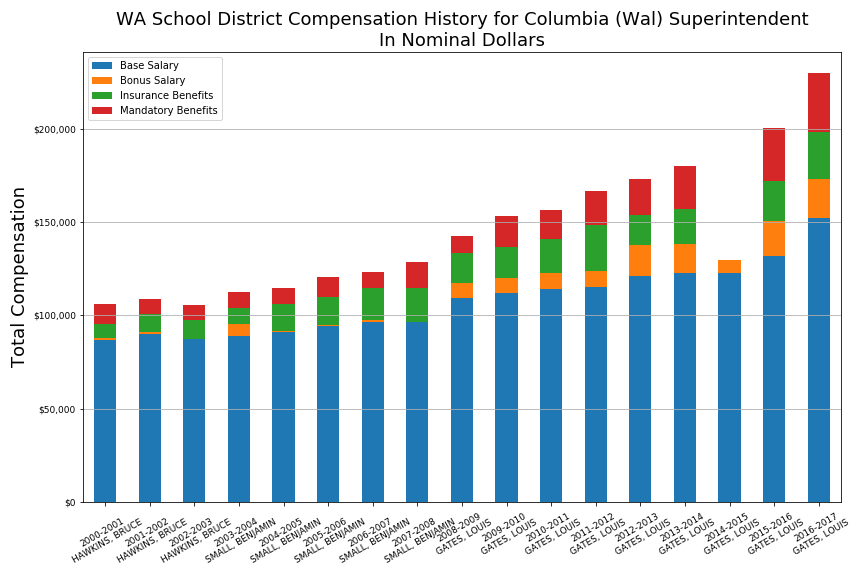 WA School District Compensation History for Columbia (Wal) Superintendent
In Nominal Dollars
Base Salary
Bonus Salary
Insurance Benefits
Mandatory Benefits
Total Compensation
$200,000
$150,000
$100,000
$50,000
$0
2000-2001
HAWKINS, BRUCE
2001-2002
HAWKINS, BRUCE
2002-2003
HAWKINS, BRUCE
2003-2004
SMALL, BENJAMIN
2004-2005
SMALL, BENJAMIN
2005-2006
SMALL, BENJAMIN
2006-2007
SMALL, BENJAMIN
2007-2008
SMALL, BENJAMIN
2008-2009
GATES, LOUIS
2009-2010
GATES, LOUIS
2010-2011
GATES, LOUIS
2011-2012
GATES, LOUIS
2012-2013
GATES, LOUIS
2013-2014
GATES, LOUIS
2014-2015
GATES, LOUIS
2015-2016
GATES, LOUIS
2016-2017
GATES, LOUIS